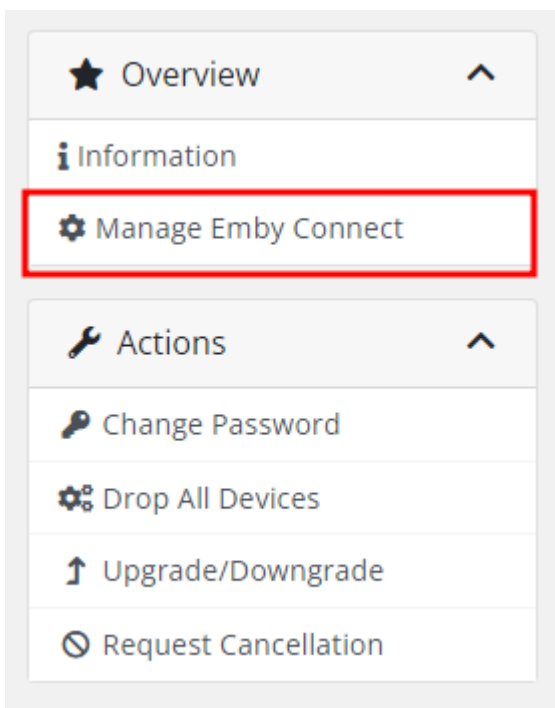 Overview
Information
Manage Emby Connect
Actions
Change Password
Drop All Devices
Upgrade/Downgrade
Request Cancellation